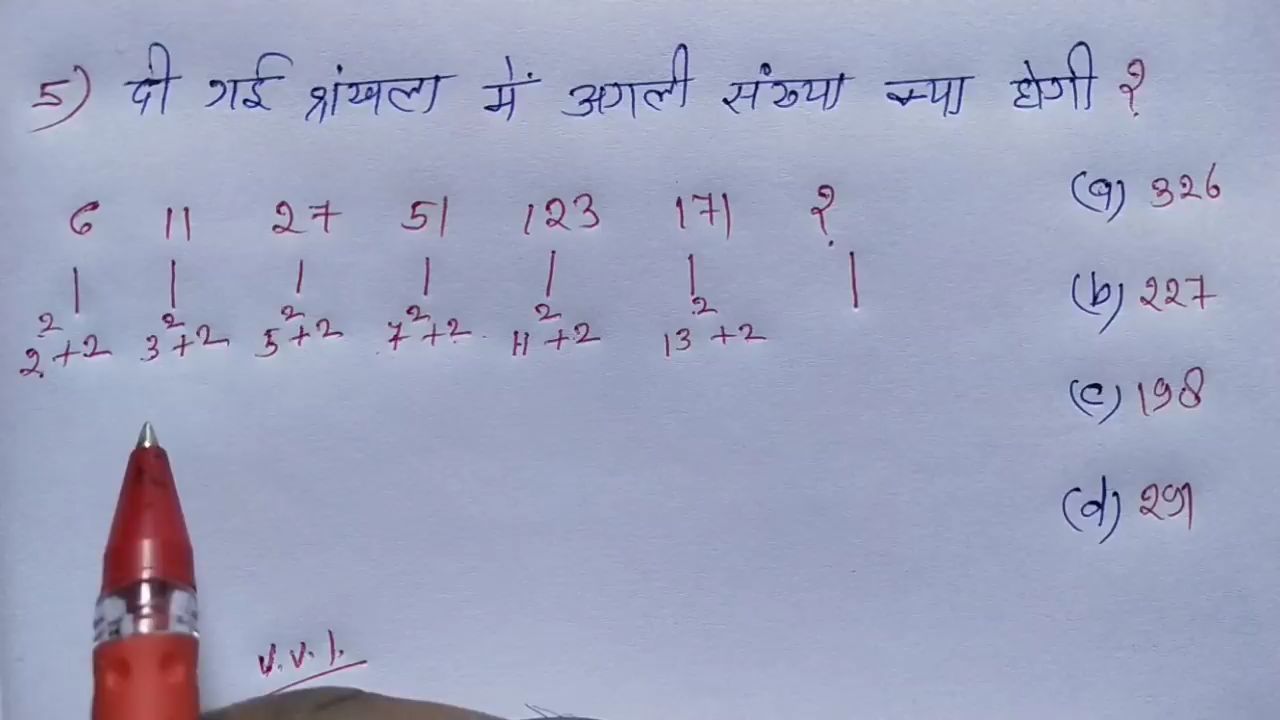 5) दी गई श्रंखला में अगली संख्या क्या होगी ?
6 11 27 51 123 171 ?
2²+2 3²+2 5²+2 7²+2 11²+2 13²+2
(a) 326
(b) 227
(c) 198
(d) 291
V.V.I.